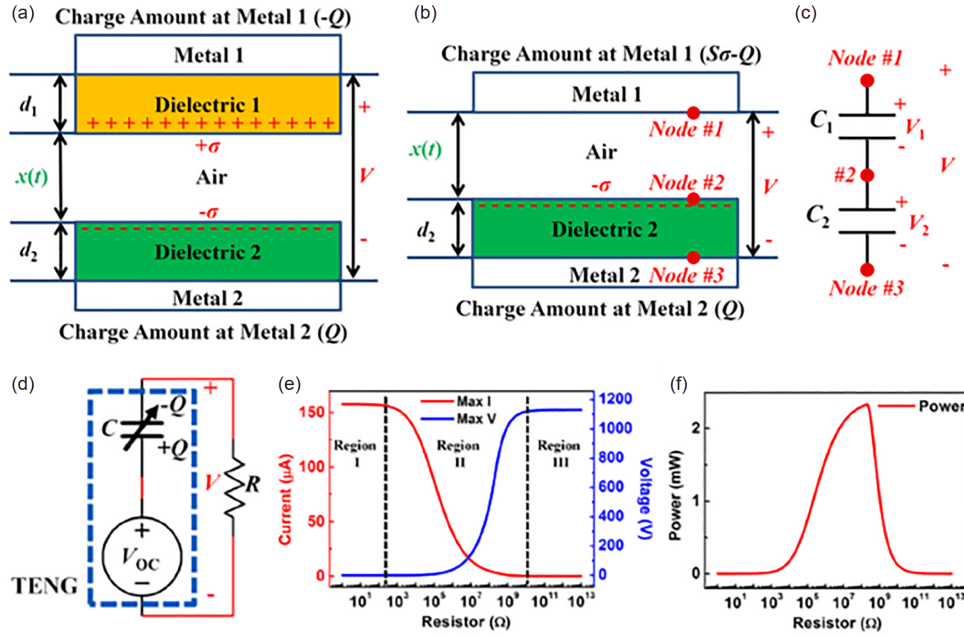 (a)
Charge Amount at Metal 1 (-Q)
Metal 1
d₁
Dielectric 1
+ + + + + + + + + + + + +
+σ
x(t)
Air
V
+
-
-σ
d₂
Dielectric 2
Metal 2
Charge Amount at Metal 2 (Q)
(b)
Charge Amount at Metal 1 (Sσ-Q)
Metal 1
Node #1
x(t)
Air
+
V
-
-σ
Node #2
d₂
Dielectric 2
Metal 2
Node #3
Charge Amount at Metal 2 (Q)
(c)
Node #1
+
C₁
+
V₁
-
#2
V
C₂
+
V₂
-
-
Node #3
(d)
+
-Q
C
+Q
V
R
+
V_OC
−
TENG
-
(e)
Max I
Max V
Region I
Region II
Region III
Current (μA)
150
100
50
0
Voltage (V)
1200
1000
800
600
400
200
0
10¹ 10³ 10⁵ 10⁷ 10⁹ 10¹¹ 10¹³
Resistor (Ω)
(f)
Power
Power (mW)
2
1
0
10¹ 10³ 10⁵ 10⁷ 10⁹ 10¹¹ 10¹³
Resistor (Ω)